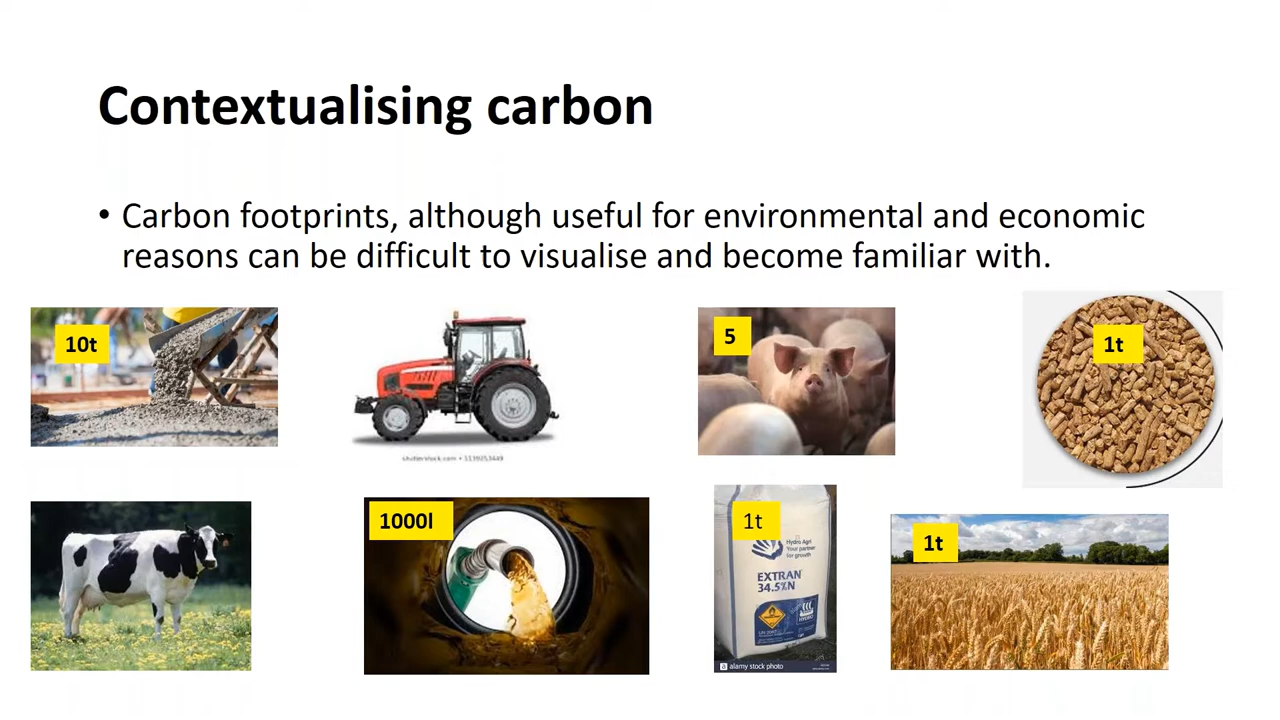 Contextualising carbon
• Carbon footprints, although useful for environmental and economic
reasons can be difficult to visualise and become familiar with.
10t
5
1t
shutterstock.com • 1139253449
1000l
1t
Hydro Agri
Your partner
for growth
EXTRAN
34.5%N
1t
a alamy stock photo